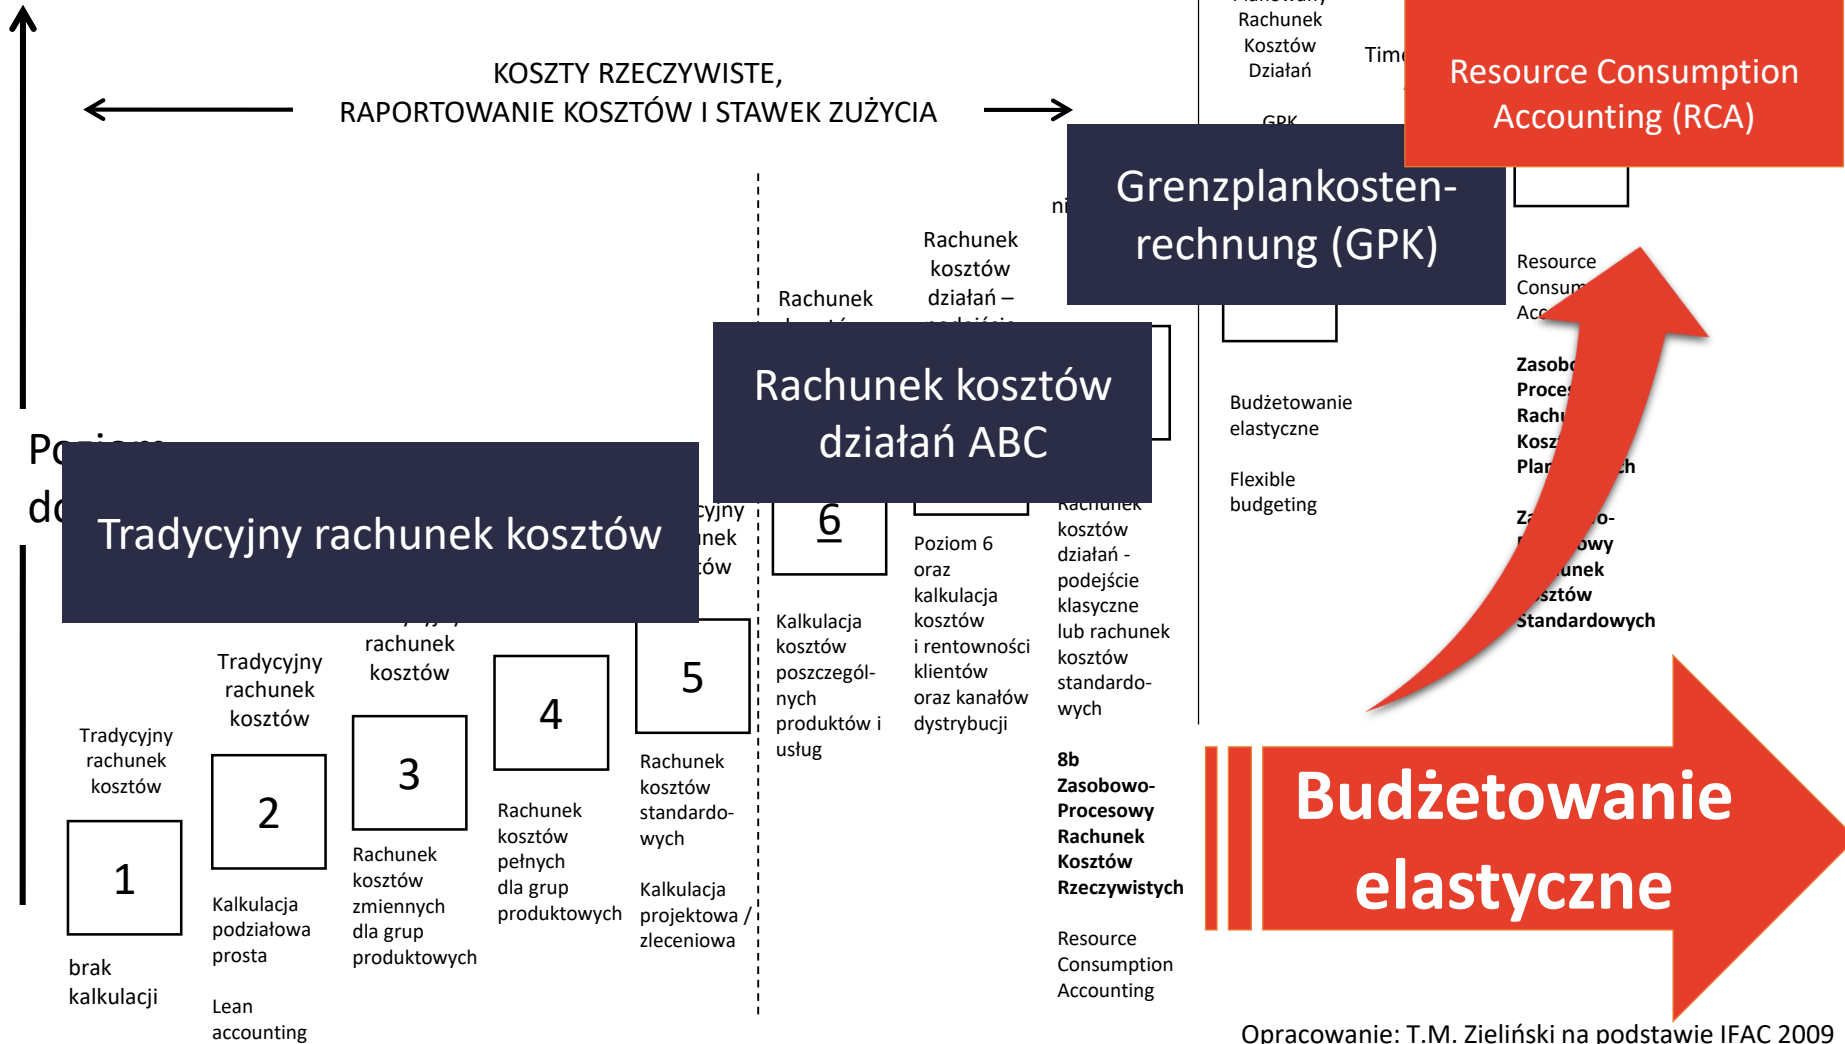 KOSZTY RZECZYWISTE,
RAPORTOWANIE KOSZTÓW I STAWEK ZUŻYCIA
Rachunek
Kosztów
Działań
GPK
Resource Consumption
Accounting (RCA)
Grenzplankosten-
rechnung (GPK)
Rachunek kosztów
działań ABC
Tradycyjny rachunek kosztów
Tradycyjny
rachunek
kosztów
1
brak
kalkulacji
Tradycyjny
rachunek
kosztów
2
Kalkulacja
podziałowa
prosta
Lean
accounting
rachunek
kosztów
3
Rachunek
kosztów
zmiennych
dla grup
produktowych
4
Rachunek
kosztów
pełnych
dla grup
produktowych
5
Rachunek
kosztów
standardo-
wych
Kalkulacja
projektowa /
zleceniowa
Rachunek
6
Kalkulacja
kosztów
poszczegól-
nych
produktów i
usług
Rachunek
kosztów
działań –
Poziom 6
oraz
kalkulacja
kosztów
i rentowności
klientów
oraz kanałów
dystrybucji
Rachunek
kosztów
działań -
podejście
klasyczne
lub rachunek
kosztów
standardo-
wych
8b
Zasobowo-
Procesowy
Rachunek
Kosztów
Rzeczywistych
Resource
Consumption
Accounting
Budżetowanie
elastyczne
Flexible
budgeting
Resource
Standardowych
Budżetowanie
elastyczne
Opracowanie: T.M. Zieliński na podstawie IFAC 2009